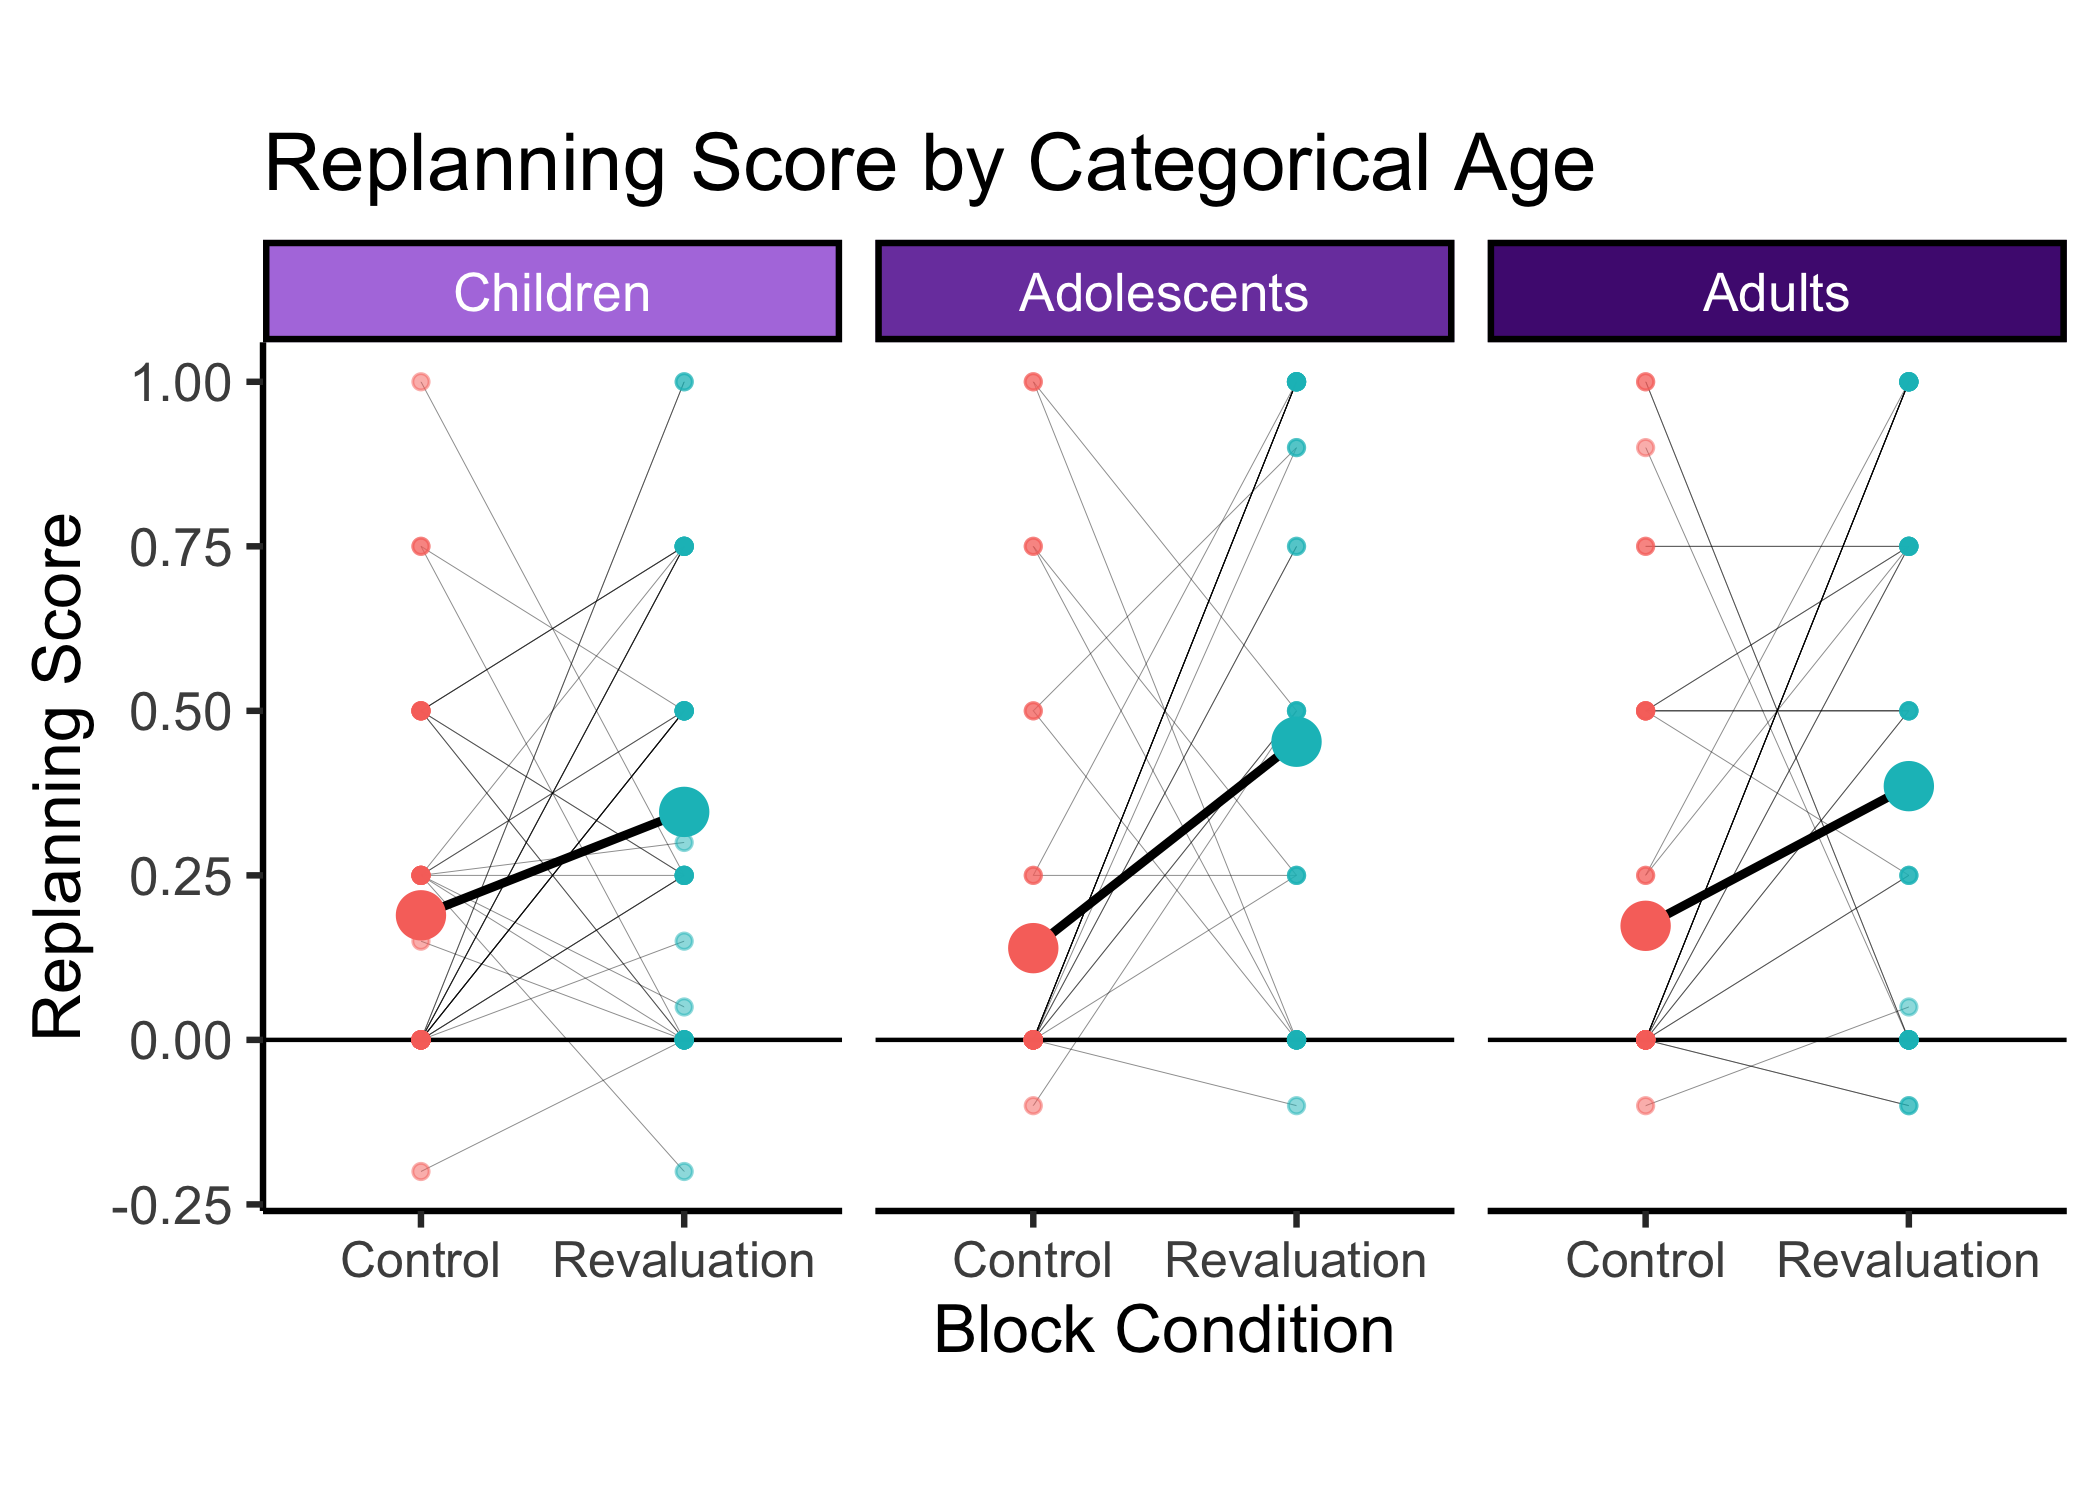 Replanning Score by Categorical Age
Children
Adolescents
Adults
Replanning Score
1.00
0.75
0.50
0.25
0.00
-0.25
Control
Revaluation
Control
Revaluation
Control
Revaluation
Block Condition